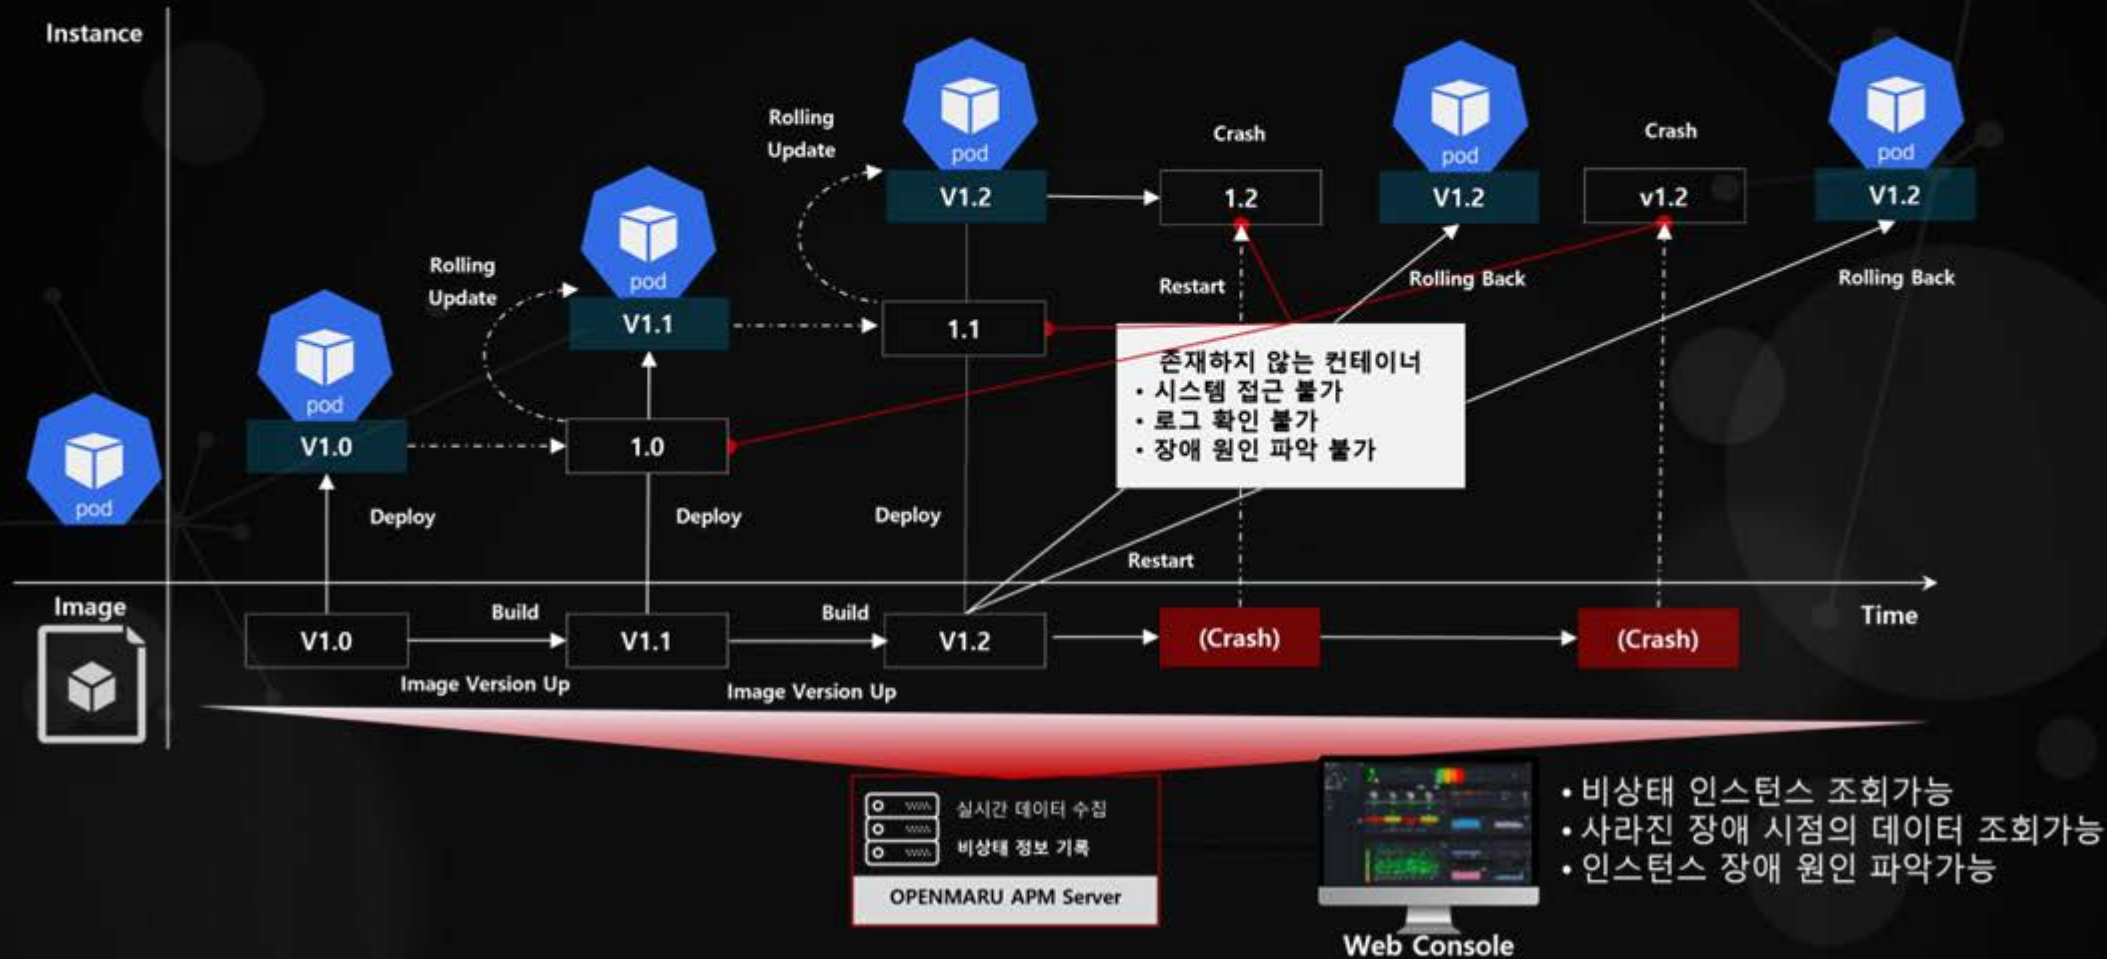 Instance
Rolling
Update
pod
V1.2
Crash
1.2
pod
V1.2
Crash
v1.2
pod
V1.2
Rolling
Update
pod
V1.1
1.1
Restart
Rolling Back
Rolling Back
pod
V1.0
1.0
pod
존재하지 않는 컨테이너
• 시스템 접근 불가
• 로그 확인 불가
• 장애 원인 파악 불가
Deploy
Deploy
Deploy
Restart
Time
Image
V1.0
Build
Image Version Up
V1.1
Build
Image Version Up
V1.2
(Crash)
(Crash)
실시간 데이터 수집
비상태 정보 기록
OPENMARU APM Server
Web Console
• 비상태 인스턴스 조회가능
• 사라진 장애 시점의 데이터 조회가능
• 인스턴스 장애 원인 파악가능